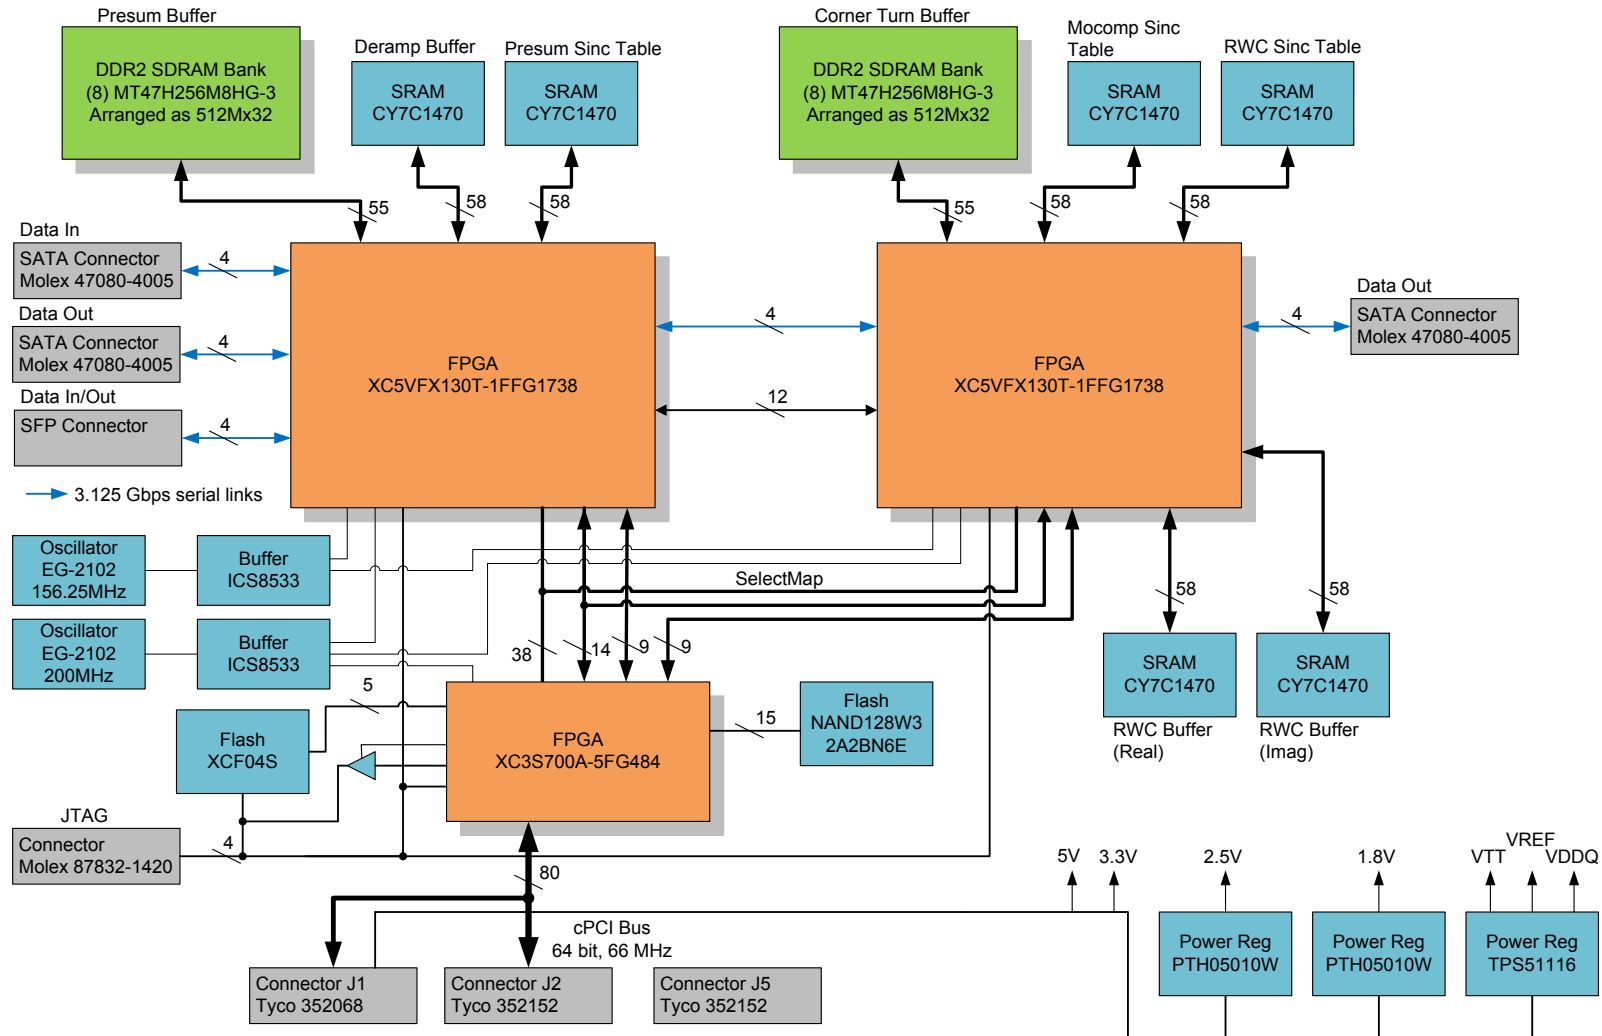 Presum Buffer
DDR2 SDRAM Bank
(8) MT47H256M8HG-3
Arranged as 512Mx32
Deramp Buffer
SRAM
CY7C1470
Presum Sinc Table
SRAM
CY7C1470
Corner Turn Buffer
DDR2 SDRAM Bank
(8) MT47H256M8HG-3
Arranged as 512Mx32
Mocomp Sinc
Table
SRAM
CY7C1470
RWC Sinc Table
SRAM
CY7C1470
55
58
58
55
58
58
Data In
SATA Connector
Molex 47080-4005
4
Data Out
SATA Connector
Molex 47080-4005
4
Data In/Out
SFP Connector
4
3.125 Gbps serial links
FPGA
XC5VFX130T-1FFG1738
4
12
FPGA
XC5VFX130T-1FFG1738
4
Data Out
SATA Connector
Molex 47080-4005
Oscillator
EG-2102
156.25MHz
Buffer
ICS8533
Oscillator
EG-2102
200MHz
Buffer
ICS8533
SelectMap
38
14
9
9
58
58
SRAM
CY7C1470
RWC Buffer
(Real)
SRAM
CY7C1470
RWC Buffer
(Imag)
5
Flash
XCF04S
FPGA
XC3S700A-5FG484
15
Flash
NAND128W3
2A2BN6E
JTAG
Connector
Molex 87832-1420
4
80
cPCI Bus
64 bit, 66 MHz
Connector J1
Tyco 352068
Connector J2
Tyco 352152
Connector J5
Tyco 352152
5V
3.3V
2.5V
1.8V
VREF
VTT
VDDQ
Power Reg
PTH05010W
Power Reg
PTH05010W
Power Reg
TPS51116